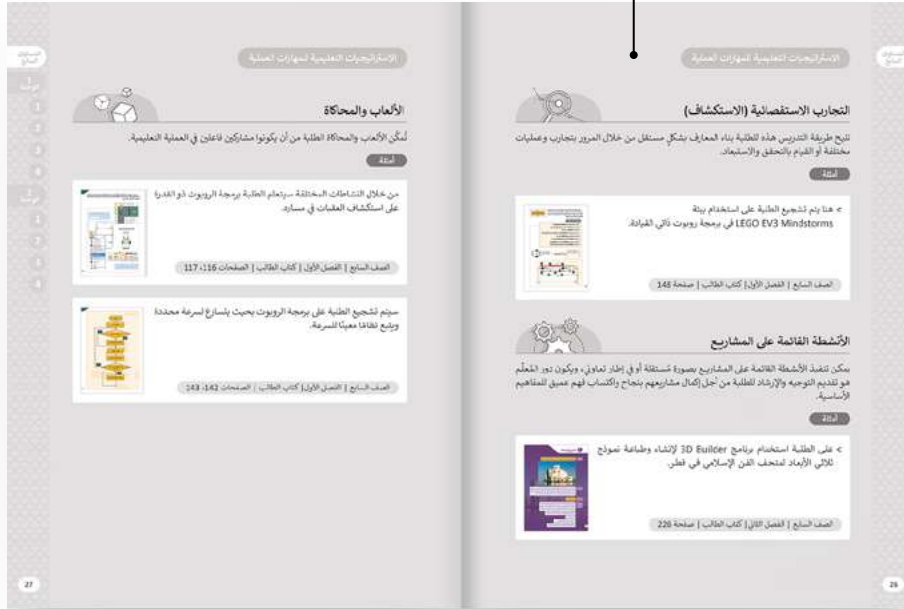 الاستراتيجيات التعليمية للمهارات العملية
التجارب الاستقصائية (الاستكشاف)
تتيح طريقة التدريس هذه للطلبة بناء المعارف بشكلٍ مستقل من خلال المرور بتجارب وعمليات
مختلفة أو القيام بالتحقق والاستبعاد.
أمثلة
> هنا يتم تشجيع الطلبة على استخدام بيئة
LEGO EV3 Mindstorms في برمجة روبوت ذاتي القيادة.
الصف السابع | الفصل الأول | كتاب الطالب | صفحة 148
الأنشطة القائمة على المشاريع
يمكن تنفيذ الأنشطة القائمة على المشاريع بصورة مُستقلة أو في إطار تعاوني، ويكون دور المُعلّم
هو تقديم التوجيه والإرشاد للطلبة من أجل إكمال مشاريعهم بنجاح واكتساب فهم عميق للمفاهيم
الأساسية.
أمثلة
> على الطلبة استخدام برنامج 3D Builder لإنشاء وطباعة نموذج
ثلاثي الأبعاد لمتحف الفن الإسلامي في قطر.
الصف السابع | الفصل الثاني | كتاب الطالب | صفحة 226
26
الاستراتيجيات التعليمية للمهارات العملية
الألعاب والمحاكاة
تُمكّن الألعاب والمحاكاة الطلبة من أن يكونوا مشاركين فاعلين في العملية التعليمية.
أمثلة
من خلال النشاطات المختلفة سيتعلم الطلبة برمجة الروبوت ذو القدرة
على استكشاف العقبات في مساره.
الصف السابع | الفصل الأول | كتاب الطالب | الصفحات 116، 117
سيتم تشجيع الطلبة على برمجة الروبوت بحيث يتسارع لسرعة محددة
ويتبع نظامًا معينًا للسرعة.
الصف السابع | الفصل الأول | كتاب الطالب | الصفحات 142، 143
27